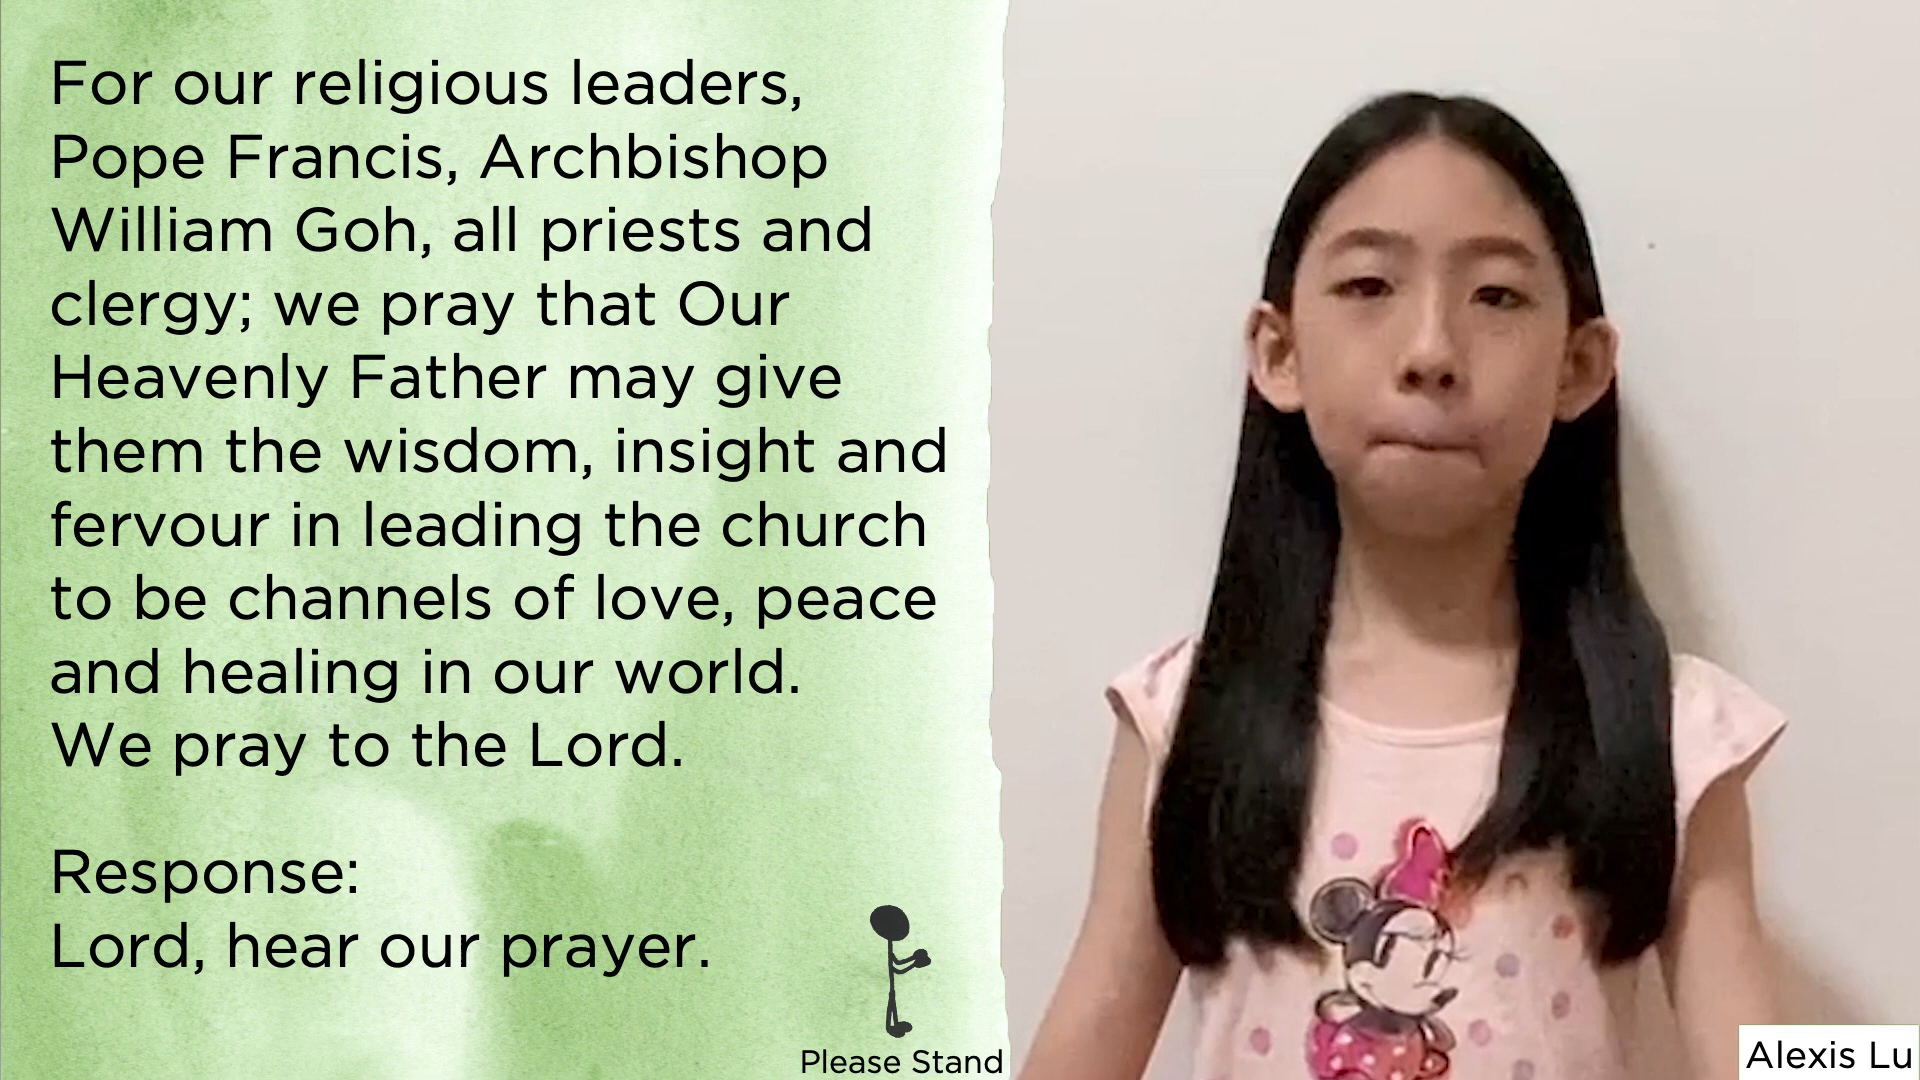 For our religious leaders,
Pope Francis, Archbishop
William Goh, all priests and
clergy; we pray that Our
Heavenly Father may give
them the wisdom, insight and
fervour in leading the church
to be channels of love, peace
and healing in our world.
We pray to the Lord.
Response:
Lord, hear our prayer.
Please Stand
Alexis Lu